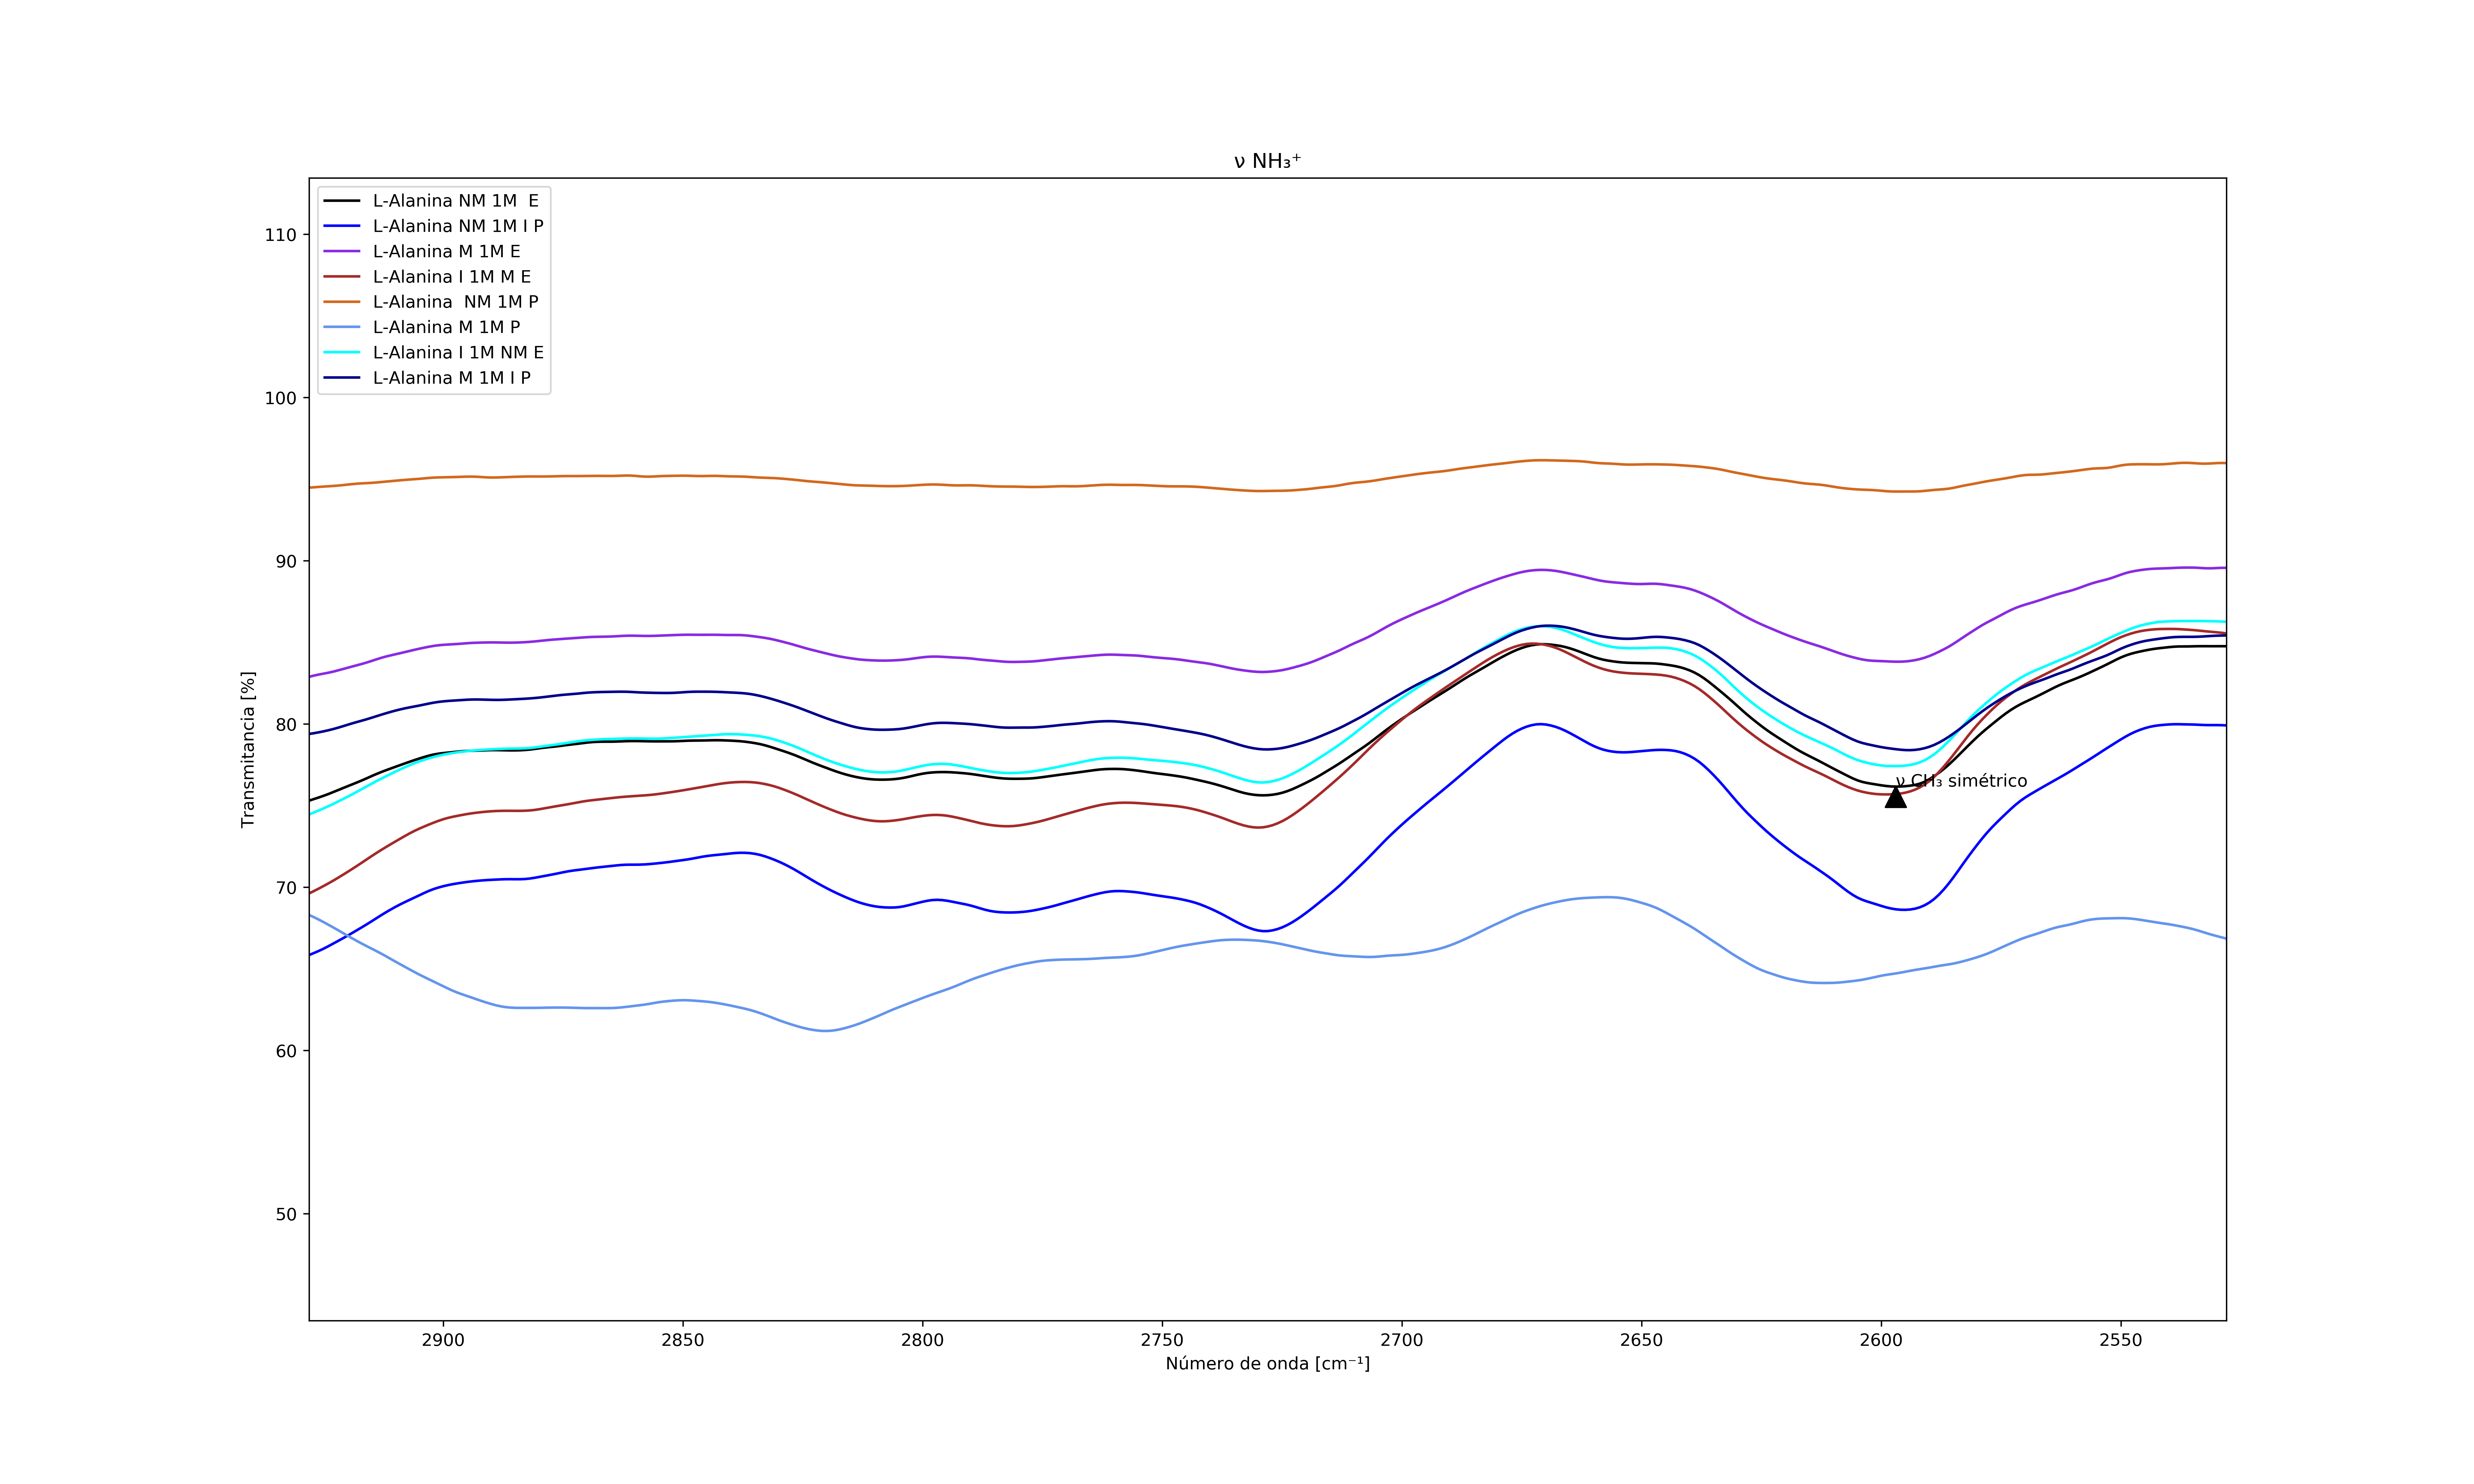 ν NH₃⁺
L-Alanina NM 1M  E
L-Alanina NM 1M I P
L-Alanina M 1M E
L-Alanina I 1M M E
L-Alanina  NM 1M P
L-Alanina M 1M P
L-Alanina I 1M NM E
L-Alanina M 1M I P
110
100
90
80
70
60
50
Transmitancia [%]
ν CH₃ simétrico
2900
2850
2800
2750
2700
2650
2600
2550
Número de onda [cm⁻¹]